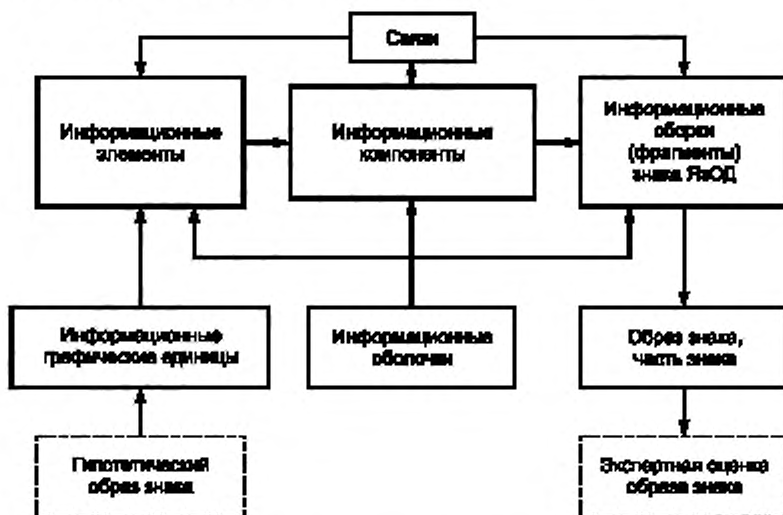 Связи
Информационные
элементы
Информационные
компоненты
Информационные
сборки
(фрагменты)
знака ЯзОД
Информационные
графические единицы
Информационные
оболочки
Образ знака,
часть знака
Гипотетический
образ знака
Экспертная оценка
образа знака